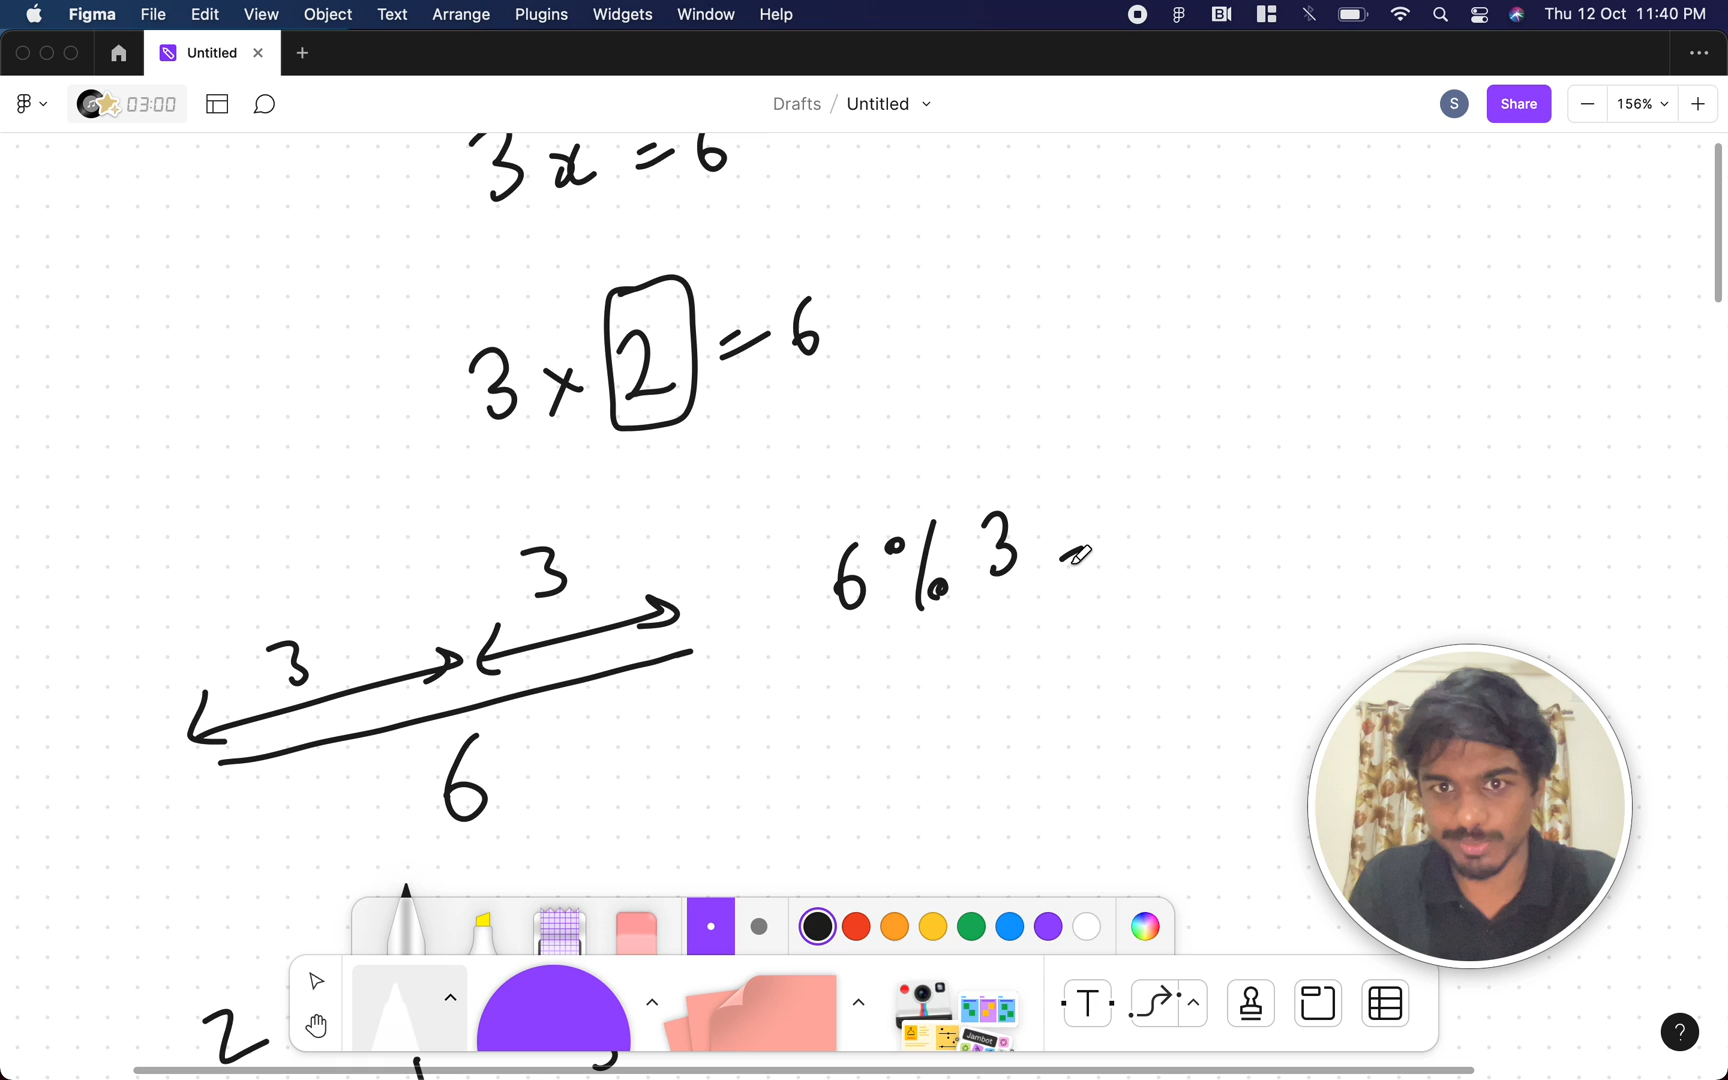 Figma File Edit View Object Text Arrange Plugins Widgets Window Help Thu 12 Oct 11:40 PM
Untitled
03:00 Drafts / Untitled S Share 156%
3x = 6
3 × 2 = 6
6 % 3
3
3
6
T
Jambot
?
2